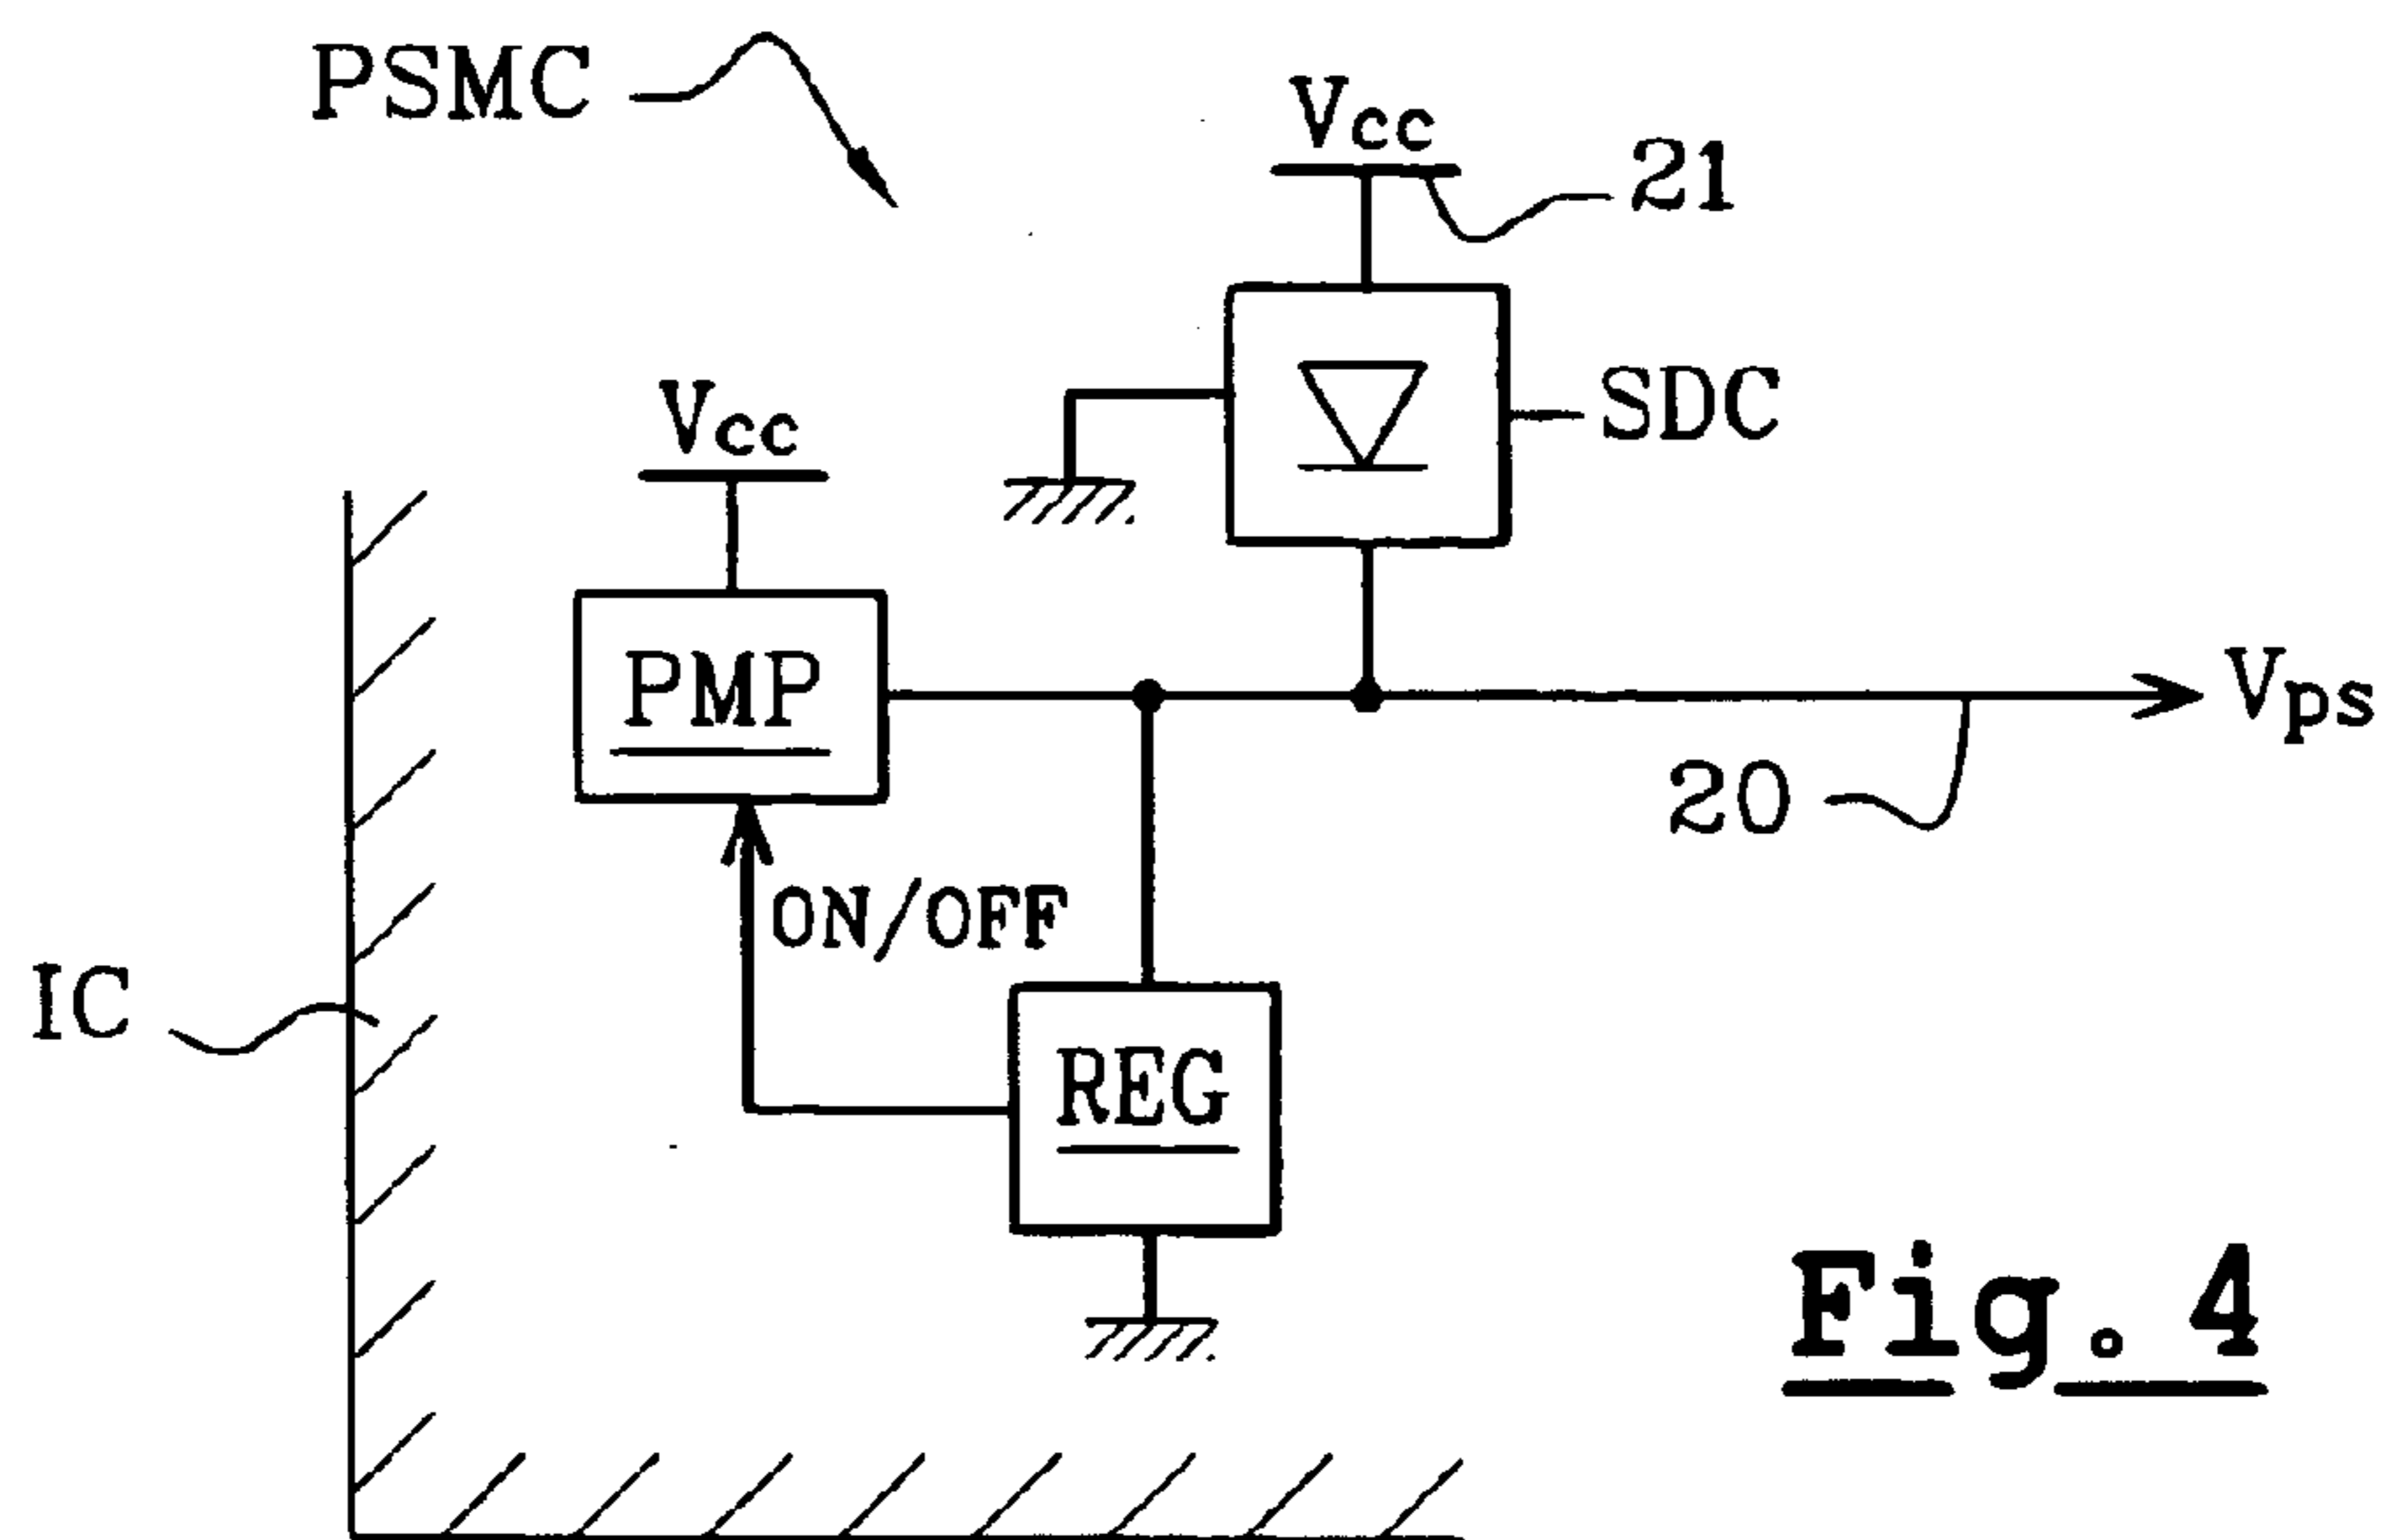 PSMC
Vcc
21
SDC
Vcc
PMP
Vps
20
ON/OFF
IC
REG
Fig. 4